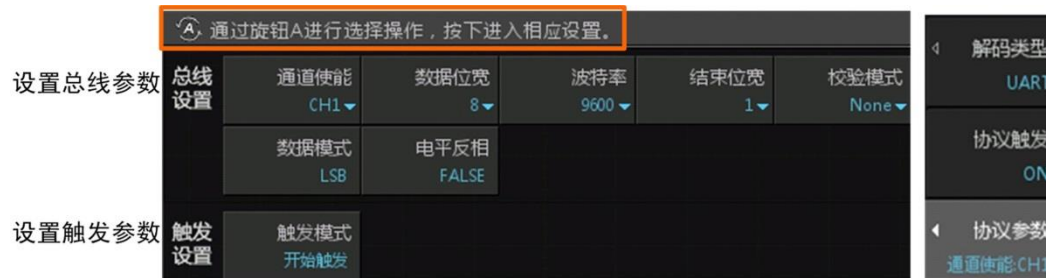 A 通过旋钮A进行选择操作，按下进入相应设置。
设置总线参数
总线
设置
通道使能
CH1
数据位宽
8
波特率
9600
结束位宽
1
校验模式
None
数据模式
LSB
电平反相
FALSE
设置触发参数
触发
设置
触发模式
开始触发
解码类型
UART
协议触发
ON
协议参数
通道使能:CH1